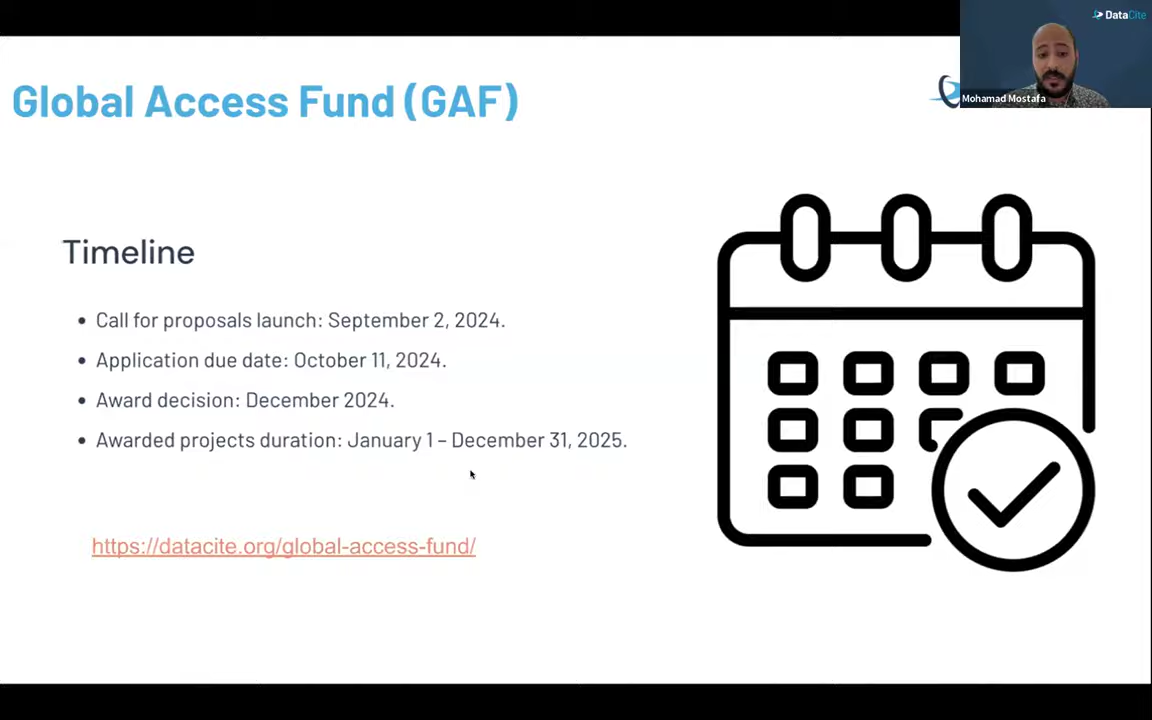 DataCite
Global Access Fund (GAF)
Mohamad Mostafa
Timeline
• Call for proposals launch: September 2, 2024.
• Application due date: October 11, 2024.
• Award decision: December 2024.
• Awarded projects duration: January 1 – December 31, 2025.
https://datacite.org/global-access-fund/